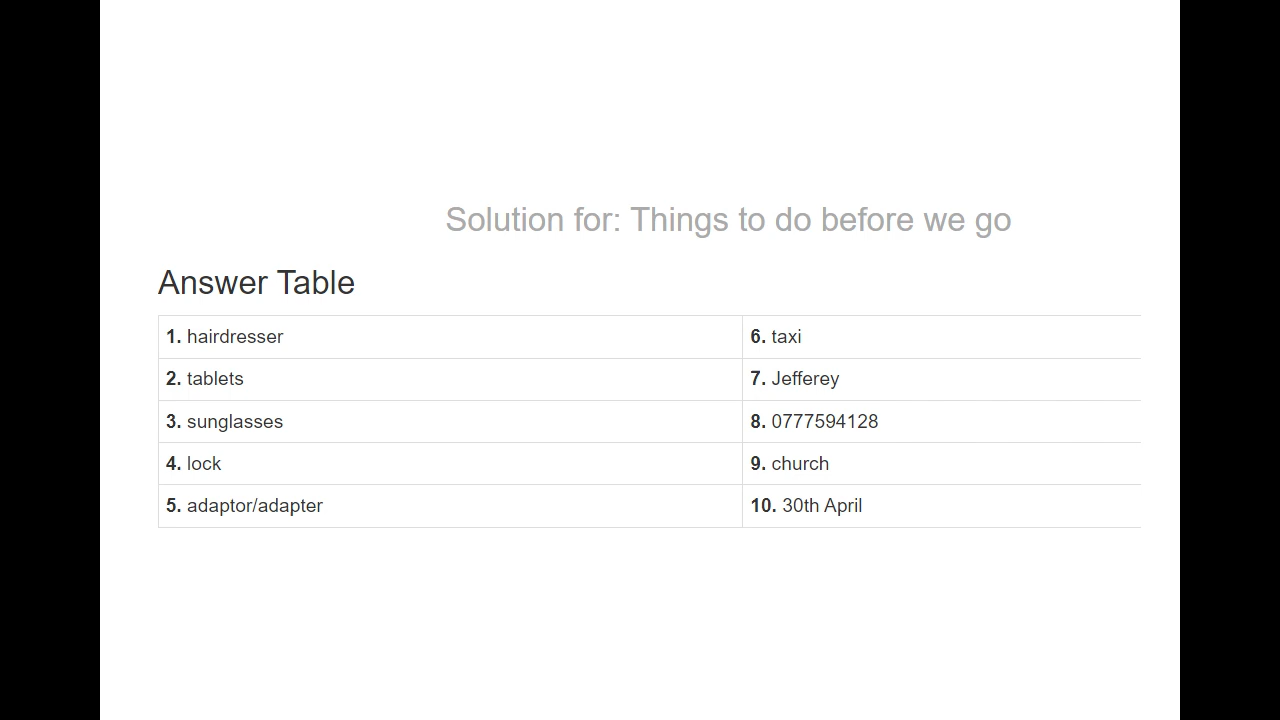 Solution for: Things to do before we go
Answer Table
1. hairdresser
6. taxi
2. tablets
7. Jefferey
3. sunglasses
8. 0777594128
4. lock
9. church
5. adaptor/adapter
10. 30th April